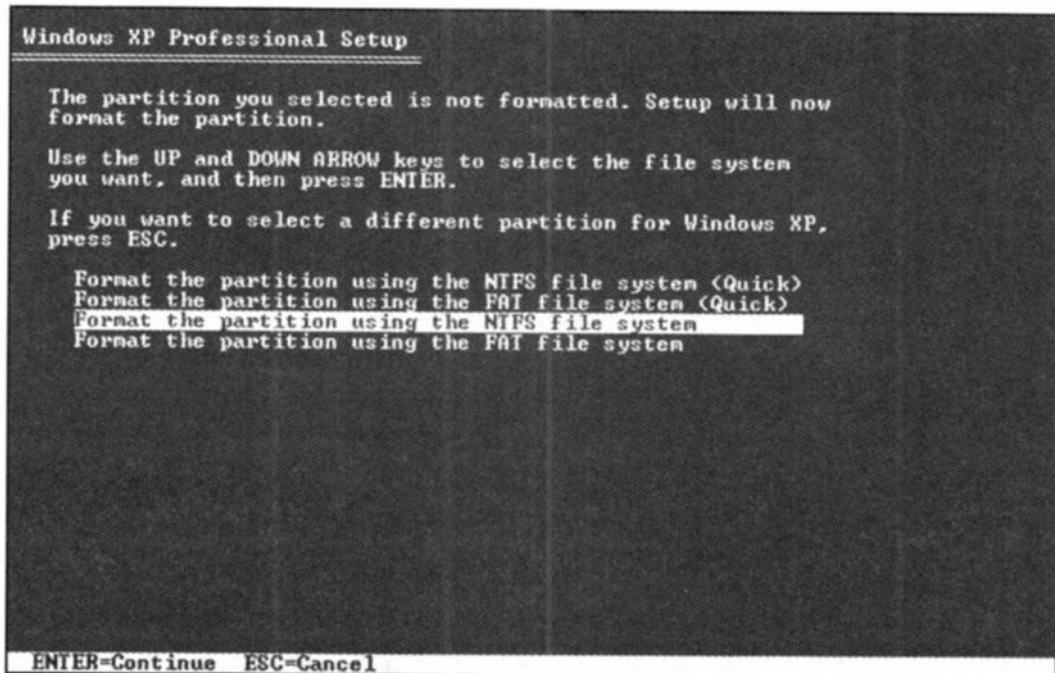 Windows XP Professional Setup
The partition you selected is not formatted. Setup will now
format the partition.
Use the UP and DOWN ARROW keys to select the file system
you want, and then press ENTER.
If you want to select a different partition for Windows XP,
press ESC.
Format the partition using the NTFS file system (Quick)
Format the partition using the FAT file system (Quick)
Format the partition using the NTFS file system
Format the partition using the FAT file system
ENTER=Continue ESC=Cancel